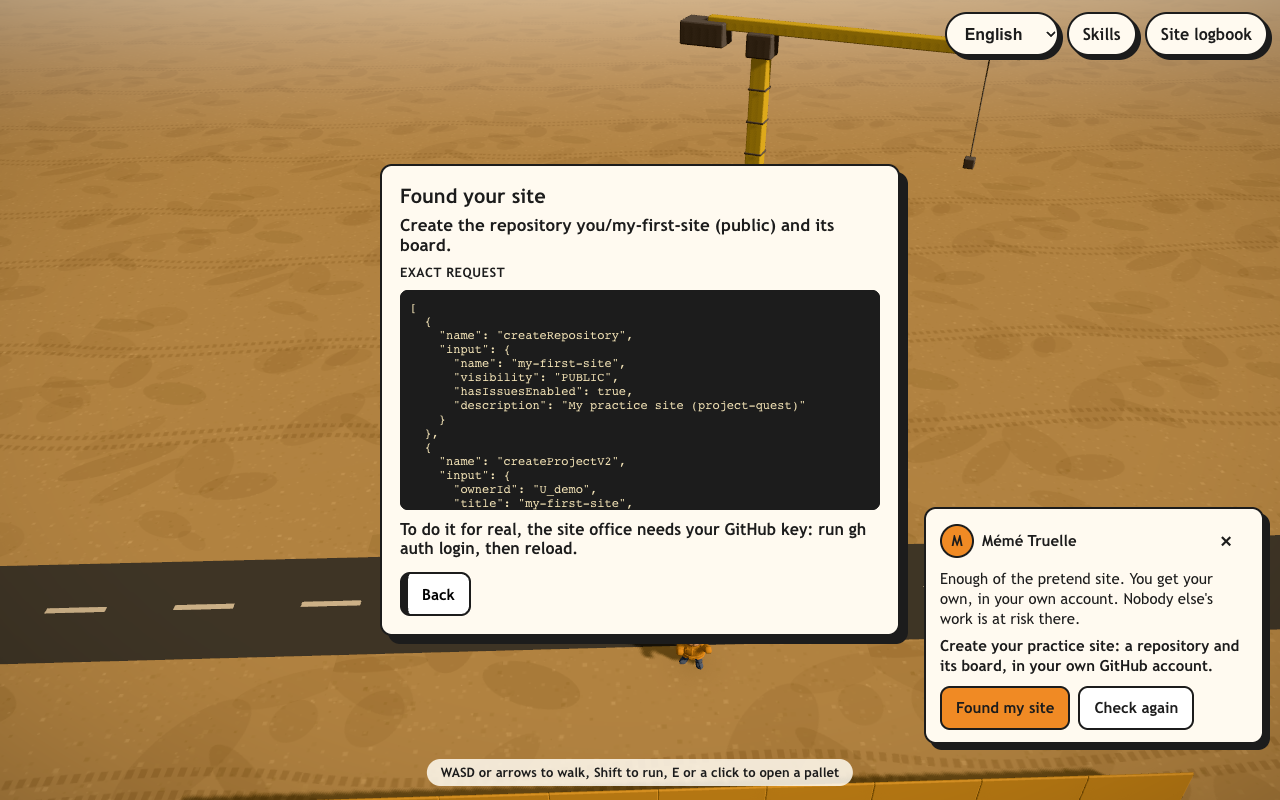 English
Skills
Site logbook
Found your site
Create the repository you/my-first-site (public) and its
board.
EXACT REQUEST
[
  {
    "name": "createRepository",
    "input": {
      "name": "my-first-site",
      "visibility": "PUBLIC",
      "hasIssuesEnabled": true,
      "description": "My practice site (project-quest)"
    }
  },
  {
    "name": "createProjectV2",
    "input": {
      "ownerId": "U_demo",
      "title": "my-first-site",
To do it for real, the site office needs your GitHub key: run gh
auth login, then reload.
Back
M Mémé Truelle ×
Enough of the pretend site. You get your
own, in your own account. Nobody else's
work is at risk there.
Create your practice site: a repository and
its board, in your own GitHub account.
Found my site
Check again
WASD or arrows to walk, Shift to run, E or a click to open a pallet